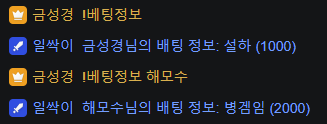 금성경 !베팅정보
일싹이 금성경님의 배팅 정보: 설하 (1000)
금성경 !베팅정보 해모수
일싹이 해모수님의 배팅 정보: 병겜임 (2000)